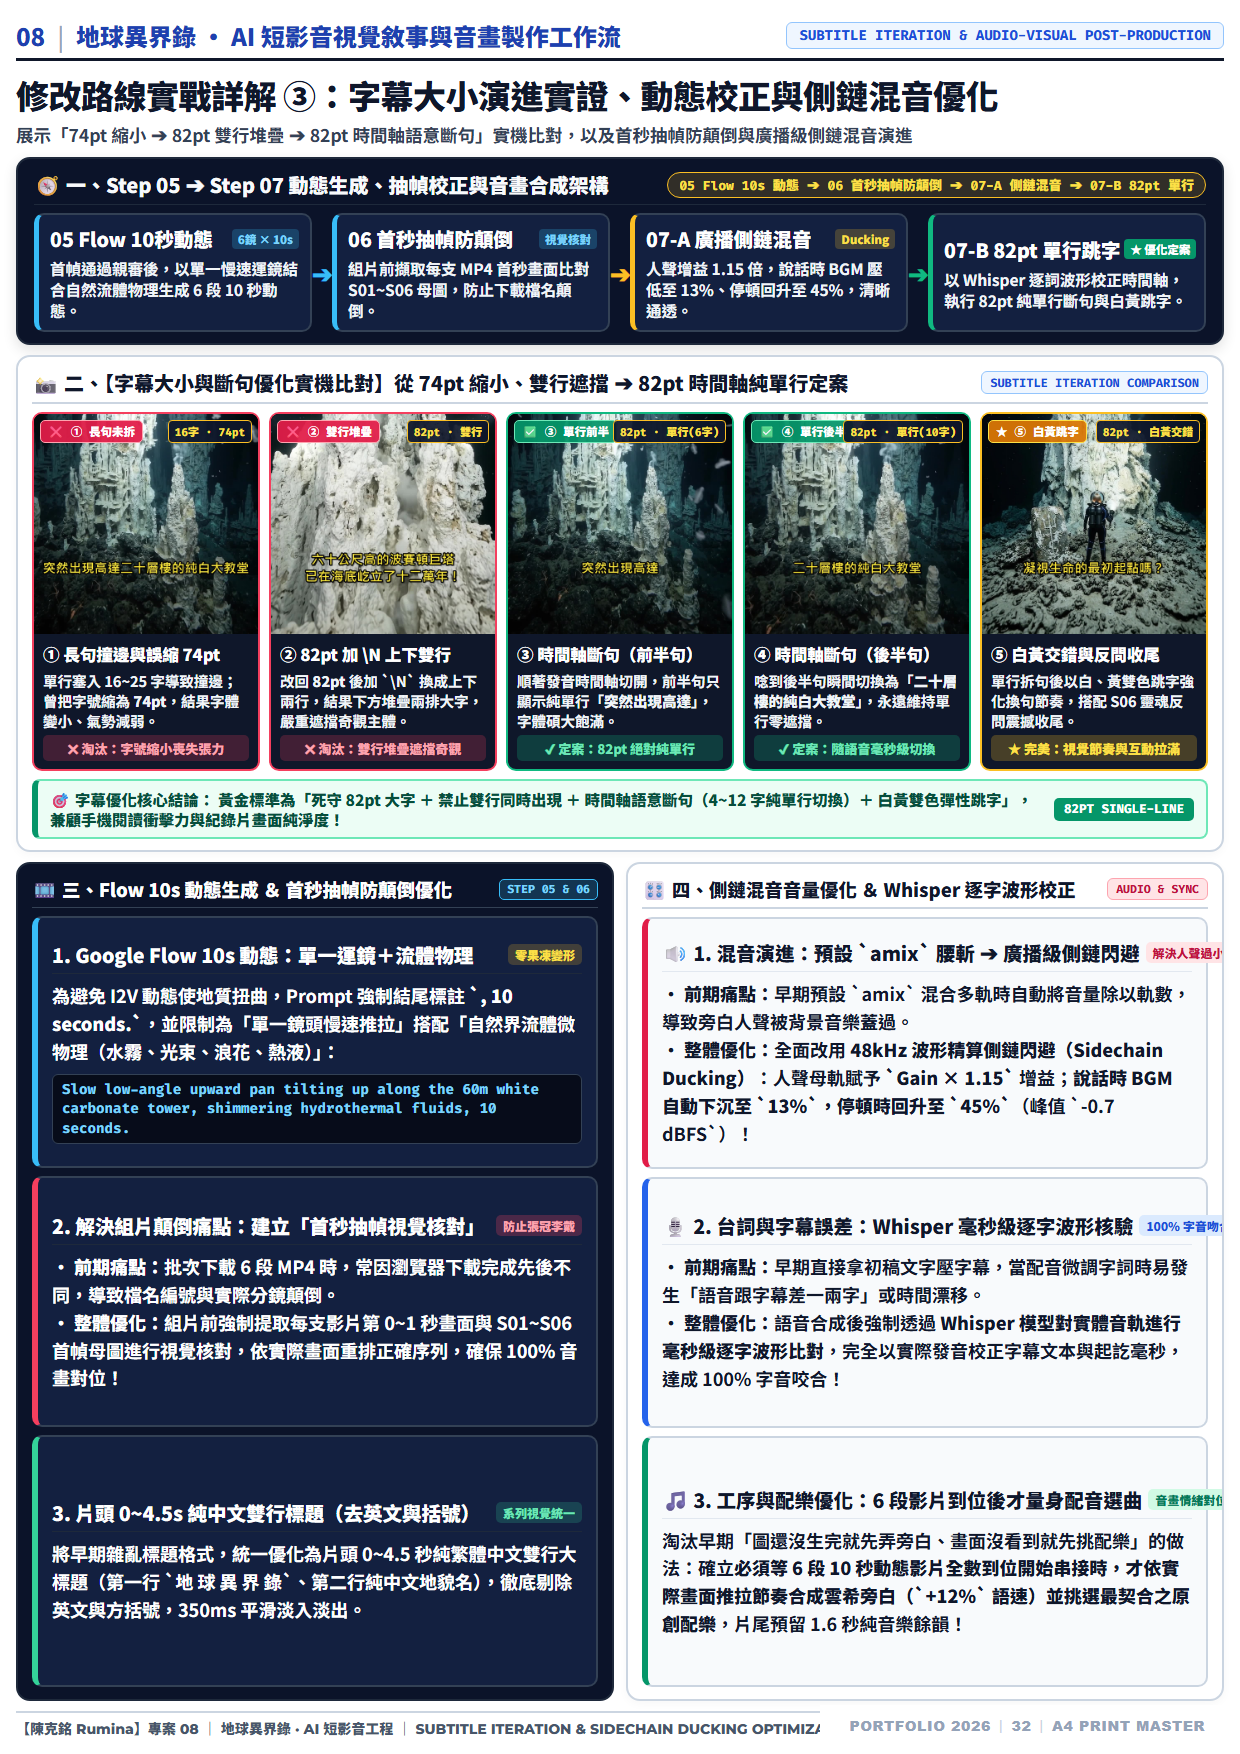 08 | 地球異界錄 · AI 短影音視覺敘事與音畫製作工作流
SUBTITLE ITERATION & AUDIO-VISUAL POST-PRODUCTION
修改路線實戰詳解 ③：字幕大小演進實證、動態校正與側鏈混音優化
展示「74pt 縮小 ➔ 82pt 雙行堆疊 ➔ 82pt 時間軸語意斷句」實機比對，以及首秒抽幀防顛倒與廣播級側鏈混音演進
🧭 一、Step 05 ➔ Step 07 動態生成、抽幀校正與音畫合成架構
05 Flow 10s 動態 ➔ 06 首秒抽幀防顛倒 ➔ 07-A 側鏈混音 ➔ 07-B 82pt 單行
05 Flow 10秒動態
6鏡 × 10s
首幀通過親審後，以單一慢速運鏡結
合自然流體物理生成 6 段 10 秒動
態。
➔
06 首秒抽幀防顛倒
視覺核對
組片前擷取每支 MP4 首秒畫面比對
S01~S06 母圖，防止下載檔名顛
倒。
➔
07-A 廣播側鏈混音
Ducking
人聲增益 1.15 倍，說話時 BGM 壓
低至 13%、停頓回升至 45%，清晰
通透。
➔
07-B 82pt 單行跳字
★ 優化定案
以 Whisper 逐詞波形校正時間軸，
執行 82pt 純單行斷句與白黃跳字。
📷 二、【字幕大小與斷句優化實機比對】從 74pt 縮小、雙行遮擋 ➔ 82pt 時間軸純單行定案
SUBTITLE ITERATION COMPARISON
❌ ① 長句未拆
16字 · 74pt
突然出現高達二十層樓的純白大教堂
① 長句撞邊與誤縮 74pt
單行塞入 16~25 字導致撞邊；
曾把字號縮為 74pt，結果字體
變小、氣勢減弱。
❌ 淘汰：字號縮小喪失張力
❌ ② 雙行堆疊
82pt · 雙行
六十公尺高的波賽頓巨塔
已在海底屹立了十二萬年！
② 82pt 加 \N 上下雙行
改回 82pt 後加 `\N` 換成上下
兩行，結果下方堆疊兩排大字，
嚴重遮擋奇觀主體。
❌ 淘汰：雙行堆疊遮擋奇觀
✅ ③ 單行前半
82pt · 單行(6字)
突然出現高達
③ 時間軸斷句（前半句）
順著發音時間軸切開，前半句只
顯示純單行「突然出現高達」，
字體碩大飽滿。
✓ 定案：82pt 絕對純單行
✅ ④ 單行後半
82pt · 單行(10字)
二十層樓的純白大教堂
④ 時間軸斷句（後半句）
唸到後半句瞬間切換為「二十層
樓的純白大教堂」，永遠維持單
行零遮擋。
✓ 定案：隨語音毫秒級切換
★ ⑤ 白黃跳字
82pt · 白黃交錯
凝視生命的最初起點嗎？
⑤ 白黃交錯與反問收尾
單行拆句後以白、黃雙色跳字強
化換句節奏，搭配 S06 靈魂反
問震撼收尾。
★ 完美：視覺節奏與互動拉滿
🎯 字幕優化核心結論： 黃金標準為「死守 82pt 大字 ＋ 禁止雙行同時出現 ＋ 時間軸語意斷句（4~12 字純單行切換）＋ 白黃雙色彈性跳字」，
兼顧手機閱讀衝擊力與紀錄片畫面純淨度！
82PT SINGLE-LINE
🎞️ 三、Flow 10s 動態生成 & 首秒抽幀防顛倒優化
STEP 05 & 06
1. Google Flow 10s 動態：單一運鏡＋流體物理
零果凍變形
為避免 I2V 動態使地質扭曲，Prompt 強制結尾標註 `, 10
seconds.`，並限制為「單一鏡頭慢速推拉」搭配「自然界流體微
物理（水霧、光束、浪花、熱液）」：
Slow low-angle upward pan tilting up along the 60m white
carbonate tower, shimmering hydrothermal fluids, 10
seconds.
2. 解決組片顛倒痛點：建立「首秒抽幀視覺核對」
防止張冠李戴
• 前期痛點：批次下載 6 段 MP4 時，常因瀏覽器下載完成先後不
同，導致檔名編號與實際分鏡顛倒。
• 整體優化：組片前強制提取每支影片第 0~1 秒畫面與 S01~S06
首幀母圖進行視覺核對，依實際畫面重排正確序列，確保 100% 音
畫對位！
3. 片頭 0~4.5s 純中文雙行標題（去英文與括號）
系列視覺統一
將早期雜亂標題格式，統一優化為片頭 0~4.5 秒純繁體中文雙行大
標題（第一行 `地 球 異 界 錄`、第二行純中文地貌名），徹底剔除
英文與方括號，350ms 平滑淡入淡出。
🎛️ 四、側鏈混音音量優化 & Whisper 逐字波形校正
AUDIO & SYNC
🔊 1. 混音演進：預設 `amix` 腰斬 ➔ 廣播級側鏈閃避
解決人聲過小
• 前期痛點：早期預設 `amix` 混合多軌時自動將音量除以軌數，
導致旁白人聲被背景音樂蓋過。
• 整體優化：全面改用 48kHz 波形精算側鏈閃避（Sidechain
Ducking）：人聲母軌賦予 `Gain × 1.15` 增益；說話時 BGM
自動下沉至 `13%`，停頓時回升至 `45%`（峰值 `-0.7
dBFS`）！
🎙️ 2. 台詞與字幕誤差：Whisper 毫秒級逐字波形核驗
100% 字音吻
• 前期痛點：早期直接拿初稿文字壓字幕，當配音微調字詞時易發
生「語音跟字幕差一兩字」或時間漂移。
• 整體優化：語音合成後強制透過 Whisper 模型對實體音軌進行
毫秒級逐字波形比對，完全以實際發音校正字幕文本與起訖毫秒，
達成 100% 字音咬合！
🎵 3. 工序與配樂優化：6 段影片到位後才量身配音選曲
音畫情緒對位
淘汰早期「圖還沒生完就先弄旁白、畫面沒看到就先挑配樂」的做
法：確立必須等 6 段 10 秒動態影片全數到位開始串接時，才依實
際畫面推拉節奏合成雲希旁白（`+12%` 語速）並挑選最契合之原
創配樂，片尾預留 1.6 秒純音樂餘韻！
【陳克銘 Rumina】專案 08 | 地球異界錄 · AI 短影音工程 | SUBTITLE ITERATION & SIDECHAIN DUCKING OPTIMIZA
PORTFOLIO 2026 | 32 | A4 PRINT MASTER